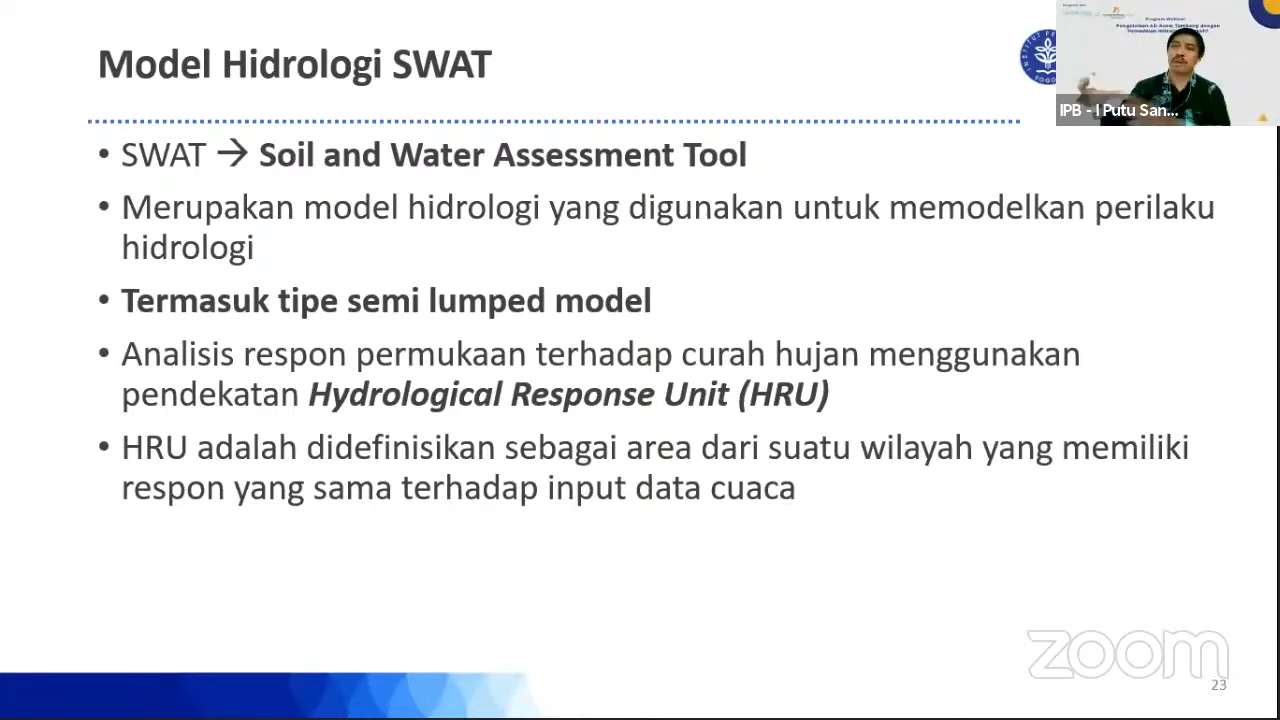 Model Hidrologi SWAT
IPB - I Putu San...
• SWAT → Soil and Water Assessment Tool
• Merupakan model hidrologi yang digunakan untuk memodelkan perilaku
hidrologi
• Termasuk tipe semi lumped model
• Analisis respon permukaan terhadap curah hujan menggunakan
pendekatan Hydrological Response Unit (HRU)
• HRU adalah didefinisikan sebagai area dari suatu wilayah yang memiliki
respon yang sama terhadap input data cuaca
zoom
23